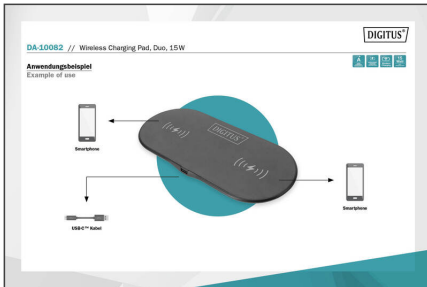 DIGITUS®
DA-10082 // Wireless Charging Pad, Duo, 15W
Anwendungsbeispiel
Example of use
DIGITUS
Smartphone
Smartphone
USB-C™ Kabel